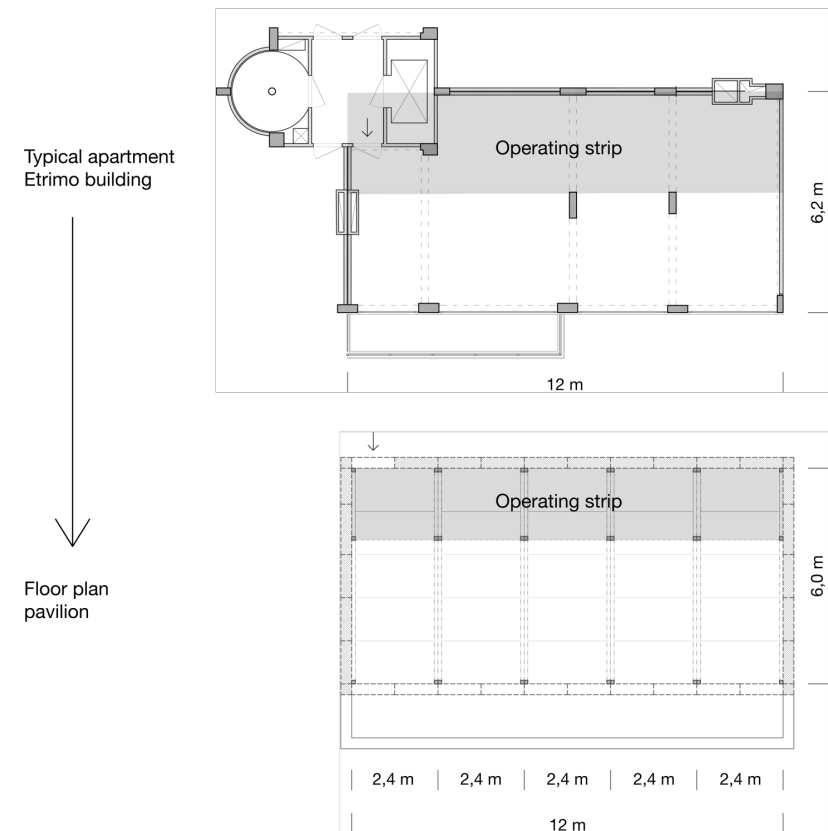 Typical apartment
Etrimo building
Operating strip
6,2 m
12 m
Operating strip
Floor plan
pavilion
6,0 m
2,4 m 2,4 m 2,4 m 2,4 m 2,4 m
12 m